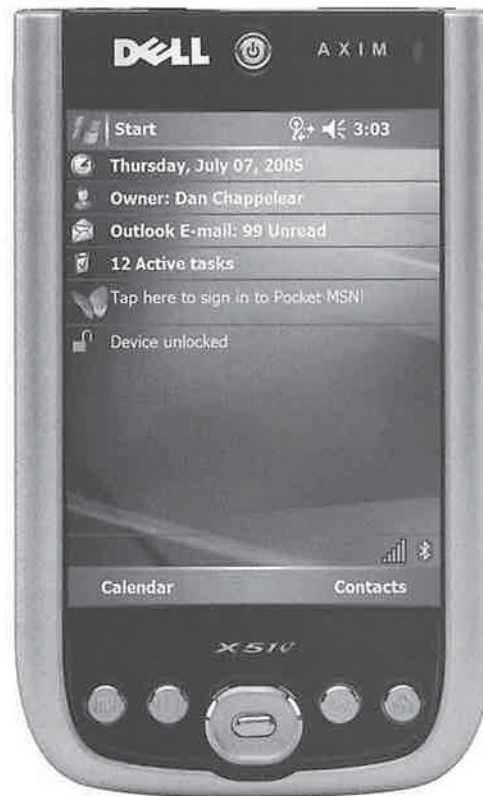 DELL AXIM
Start 3:03
Thursday, July 07, 2005
Owner: Dan Chappelear
Outlook E-mail: 99 Unread
12 Active tasks
Tap here to sign in to Pocket MSN!
Device unlocked
Calendar Contacts
X51v